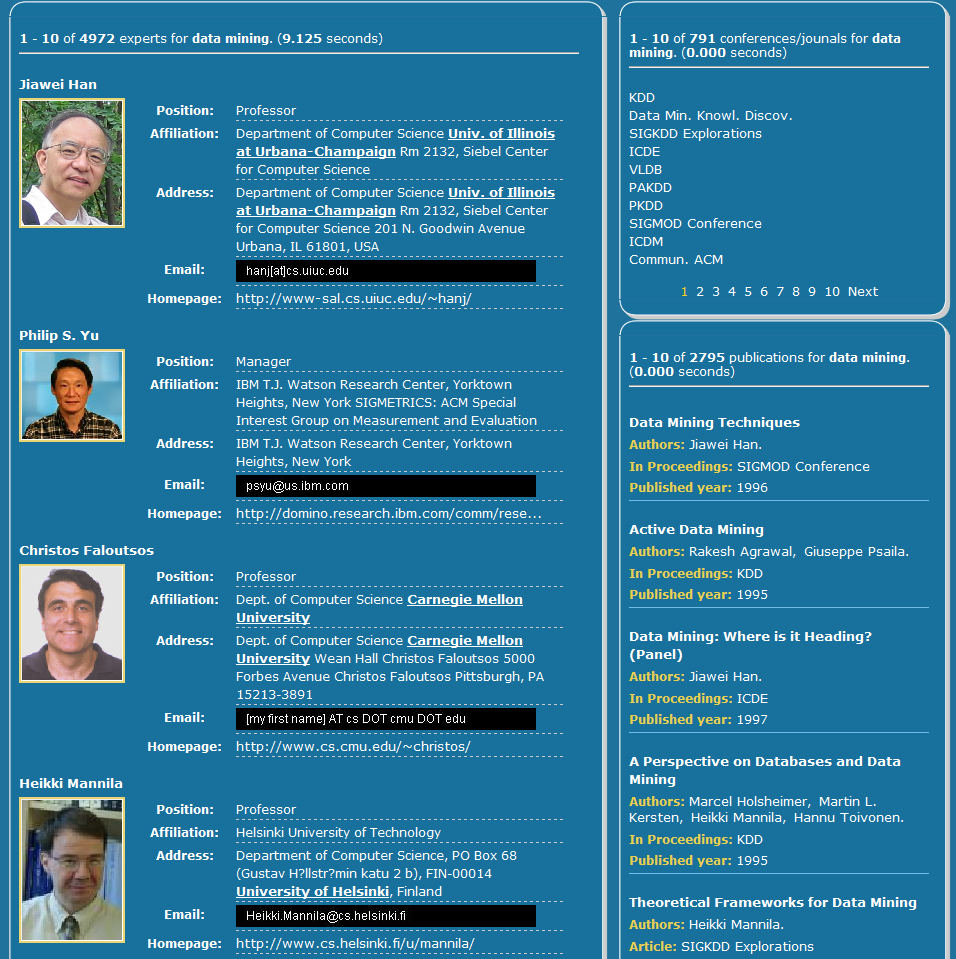 1 - 10 of 4972 experts for data mining. (9.125 seconds)
Jiawei Han
Position: Professor
Affiliation: Department of Computer Science Univ. of Illinois
at Urbana-Champaign Rm 2132, Siebel Center
for Computer Science
Address: Department of Computer Science Univ. of Illinois
at Urbana-Champaign Rm 2132, Siebel Center
for Computer Science 201 N. Goodwin Avenue
Urbana, IL 61801, USA
Email: hanj[at]cs.uiuc.edu
Homepage: http://www-sal.cs.uiuc.edu/~hanj/
Philip S. Yu
Position: Manager
Affiliation: IBM T.J. Watson Research Center, Yorktown
Heights, New York SIGMETRICS: ACM Special
Interest Group on Measurement and Evaluation
Address: IBM T.J. Watson Research Center, Yorktown
Heights, New York
Email: psyu@us.ibm.com
Homepage: http://domino.research.ibm.com/comm/rese...
Christos Faloutsos
Position: Professor
Affiliation: Dept. of Computer Science Carnegie Mellon
University
Address: Dept. of Computer Science Carnegie Mellon
University Wean Hall Christos Faloutsos 5000
Forbes Avenue Christos Faloutsos Pittsburgh, PA
15213-3891
Email: [my first name] AT cs DOT cmu DOT edu
Homepage: http://www.cs.cmu.edu/~christos/
Heikki Mannila
Position: Professor
Affiliation: Helsinki University of Technology
Address: Department of Computer Science, PO Box 68
(Gustav H?llstr?min katu 2 b), FIN-00014
University of Helsinki, Finland
Email: Heikki.Mannila@cs.helsinki.fi
Homepage: http://www.cs.helsinki.fi/u/mannila/
1 - 10 of 791 conferences/jounals for data
mining. (0.000 seconds)
KDD
Data Min. Knowl. Discov.
SIGKDD Explorations
ICDE
VLDB
PAKDD
PKDD
SIGMOD Conference
ICDM
Commun. ACM
1 2 3 4 5 6 7 8 9 10 Next
1 - 10 of 2795 publications for data mining.
(0.000 seconds)
Data Mining Techniques
Authors: Jiawei Han.
In Proceedings: SIGMOD Conference
Published year: 1996
Active Data Mining
Authors: Rakesh Agrawal, Giuseppe Psaila.
In Proceedings: KDD
Published year: 1995
Data Mining: Where is it Heading?
(Panel)
Authors: Jiawei Han.
In Proceedings: ICDE
Published year: 1997
A Perspective on Databases and Data
Mining
Authors: Marcel Holsheimer, Martin L.
Kersten, Heikki Mannila, Hannu Toivonen.
In Proceedings: KDD
Published year: 1995
Theoretical Frameworks for Data Mining
Authors: Heikki Mannila.
Article: SIGKDD Explorations